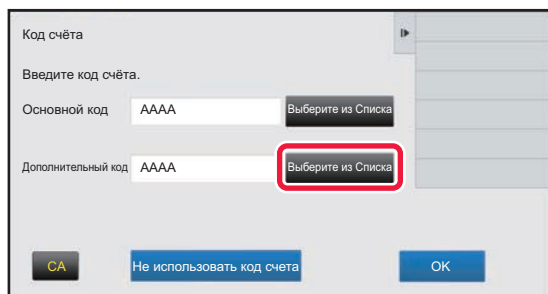 Код счёта
Введите код счёта.
Основной код AAAA Выберите из Списка
Дополнительный код AAAA Выберите из Списка
CA Не использовать код счета OK